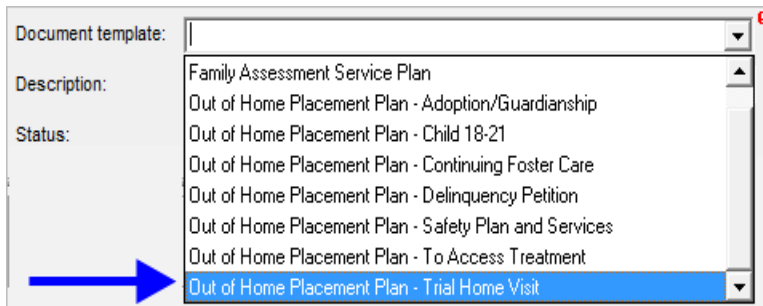 Document template:
Family Assessment Service Plan
Description:
Out of Home Placement Plan - Adoption/Guardianship
Out of Home Placement Plan - Child 18-21
Status:
Out of Home Placement Plan - Continuing Foster Care
Out of Home Placement Plan - Delinquency Petition
Out of Home Placement Plan - Safety Plan and Services
Out of Home Placement Plan - To Access Treatment
Out of Home Placement Plan - Trial Home Visit